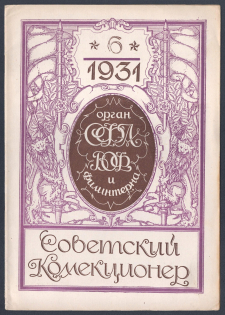 * 6 *
1931
орган
и
филинтерна
Советский
Коллекционер